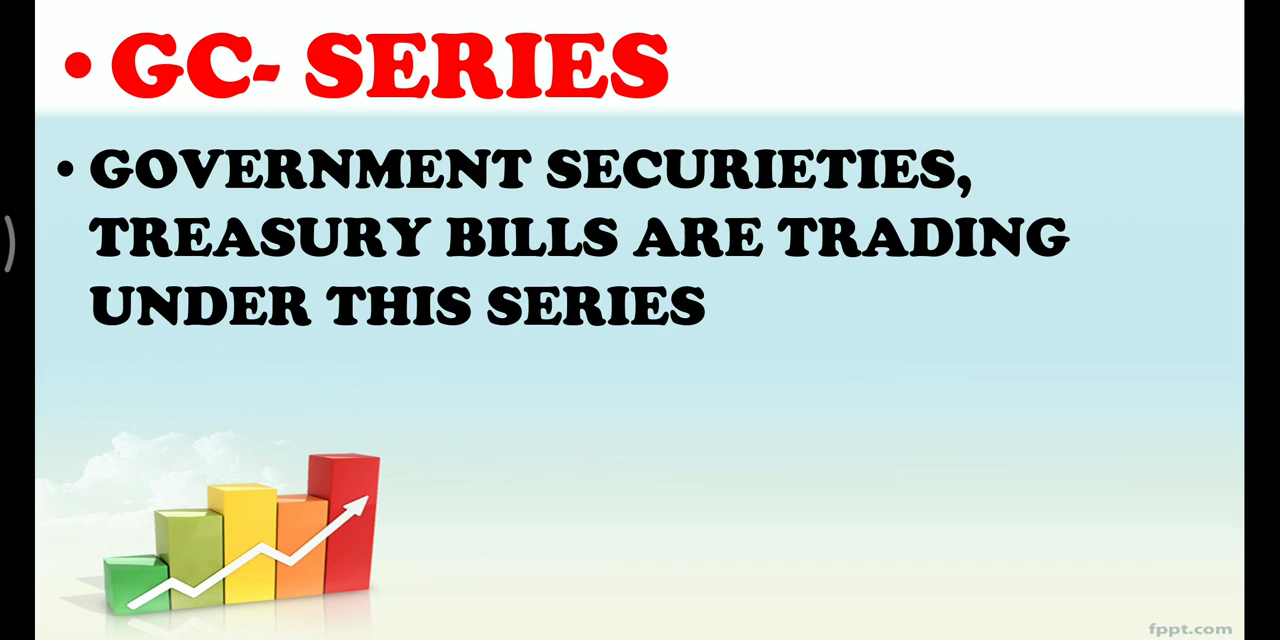 • GC- SERIES
• GOVERNMENT SECURIETIES,
TREASURY BILLS ARE TRADING
UNDER THIS SERIES
fppt.com